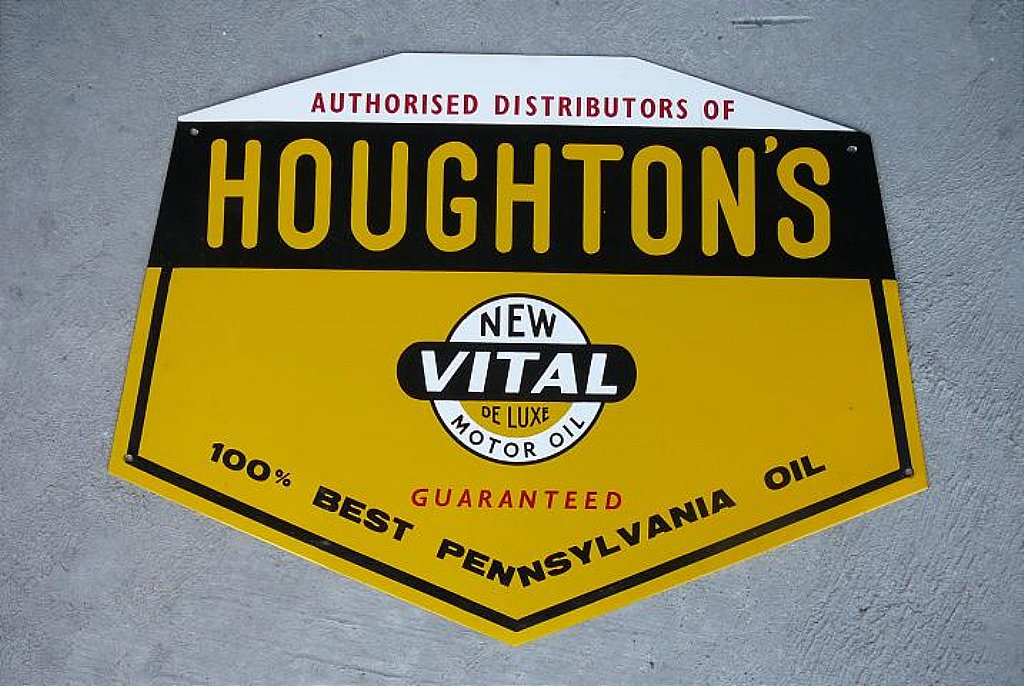 AUTHORISED DISTRIBUTORS OF
HOUGHTON'S
NEW
VITAL
DE LUXE
MOTOR OIL
GUARANTEED
100% BEST PENNSYLVANIA OIL